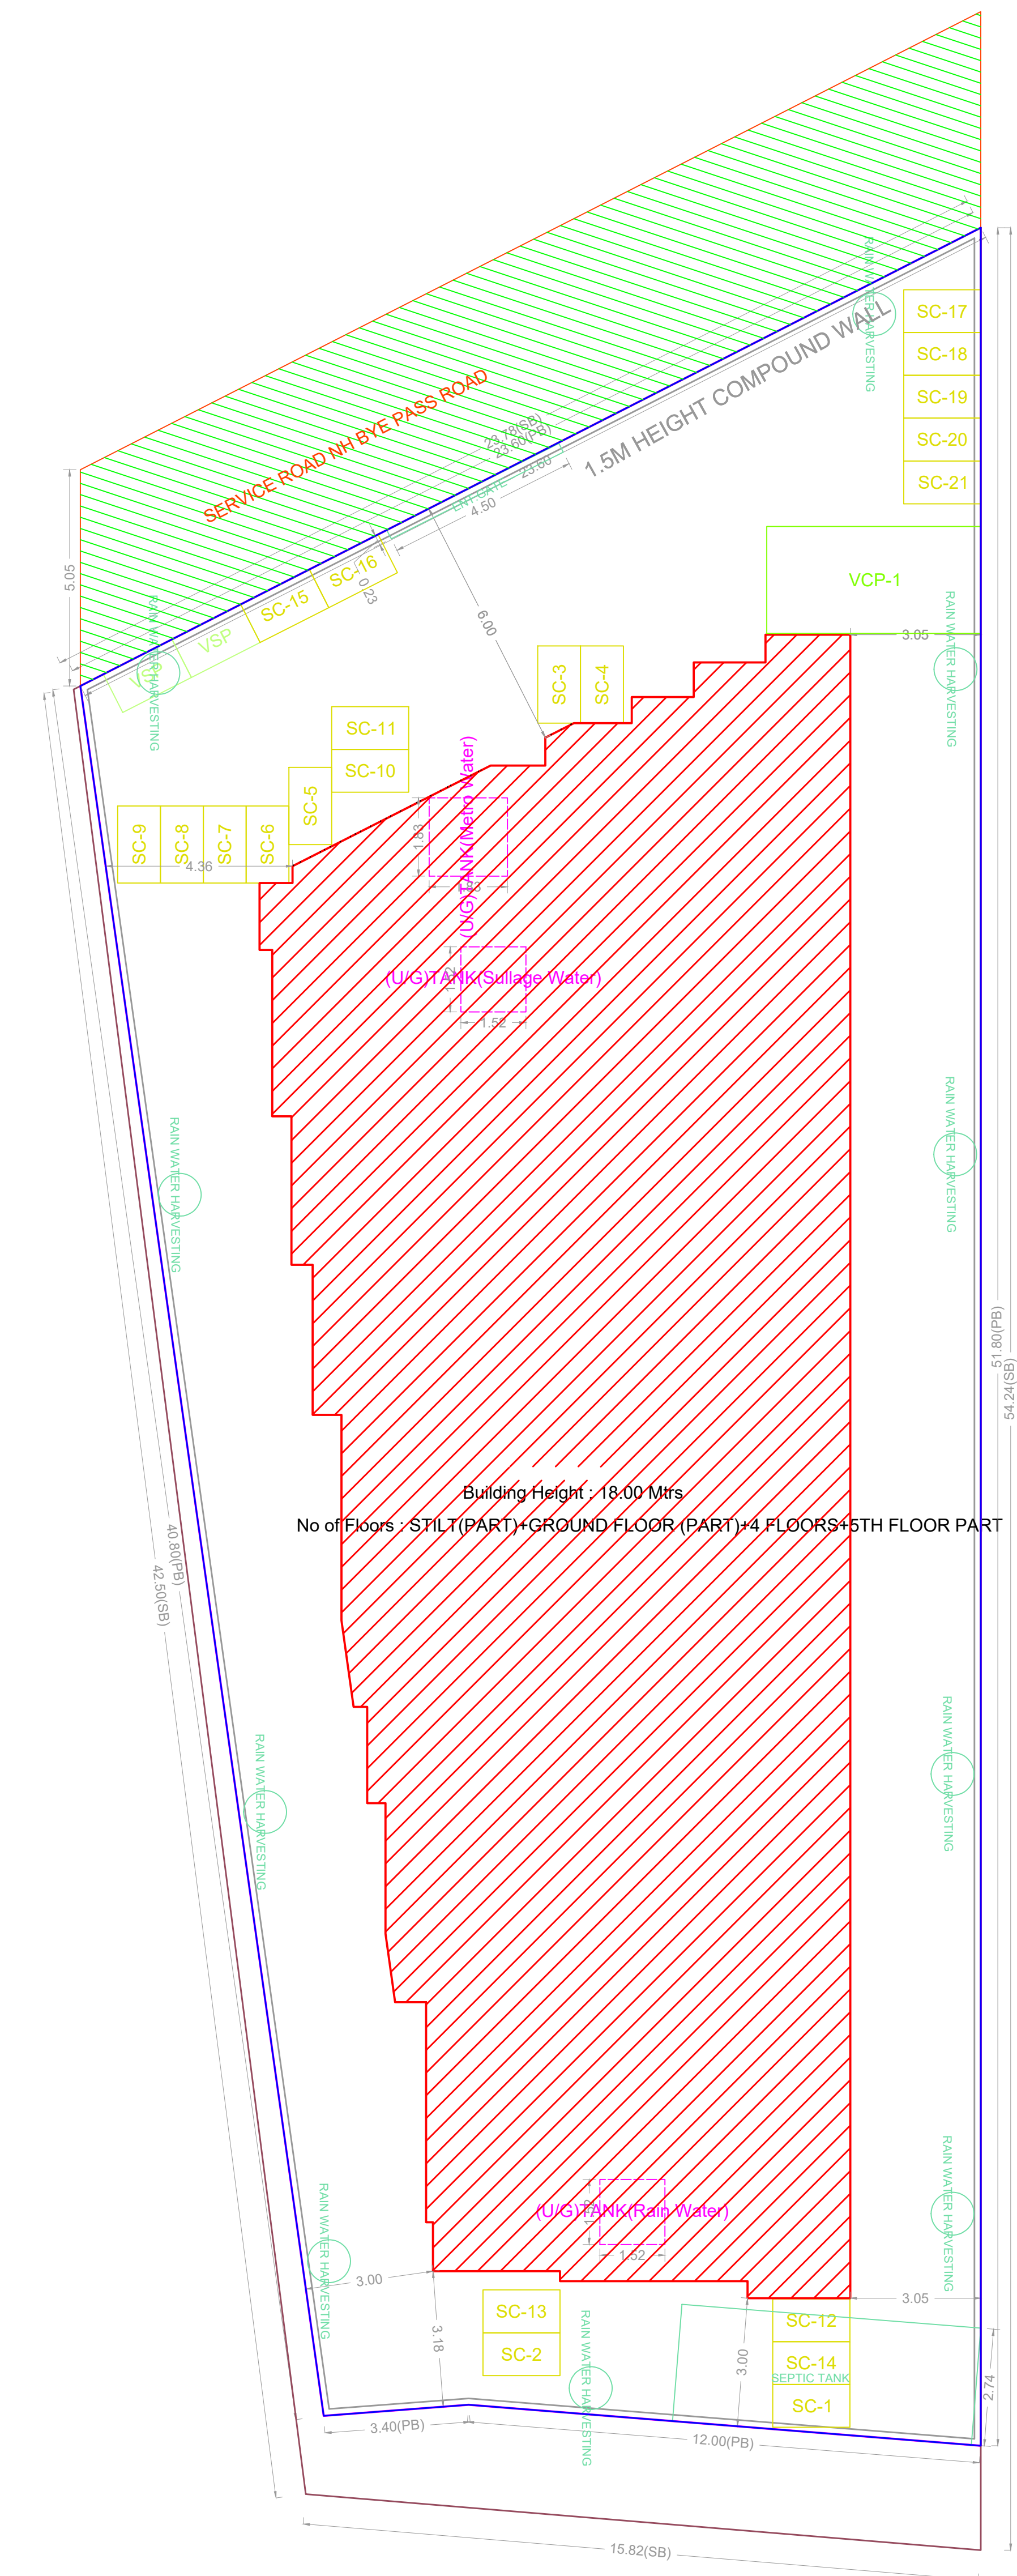 SERVICE ROAD NH BYE PASS ROAD
5.05
23.78(SB)
23.60(PB)
23.60
1.5M HEIGHT COMPOUND WALL
ENT GATE
4.50
0.23
6.00
RAIN WATER HARVESTING
SC-17
SC-18
SC-19
SC-20
SC-21
VCP-1
3.05
SC-16
SC-15
VSP
VSP
RAIN WATER HARVESTING
RAIN WATER HARVESTING
SC-3
SC-4
SC-11
SC-10
SC-5
SC-9
SC-8
SC-7
SC-6
4.36
(U/G)TANK(Metro Water)
1.83
(U/G)TANK(Sullage Water)
1.52
RAIN WATER HARVESTING
RAIN WATER HARVESTING
51.80(PB)
54.24(SB)
40.80(PB)
42.50(SB)
Building Height : 18.00 Mtrs
No of Floors : STILT(PART)+GROUND FLOOR (PART)+4 FLOORS+5TH FLOOR PART
RAIN WATER HARVESTING
RAIN WATER HARVESTING
RAIN WATER HARVESTING
RAIN WATER HARVESTING
(U/G)TANK(Rain Water)
1.52
3.00
3.18
3.05
SC-13
SC-2
SC-12
SC-14
SEPTIC TANK
SC-1
3.00
2.74
RAIN WATER HARVESTING
3.40(PB)
12.00(PB)
15.82(SB)